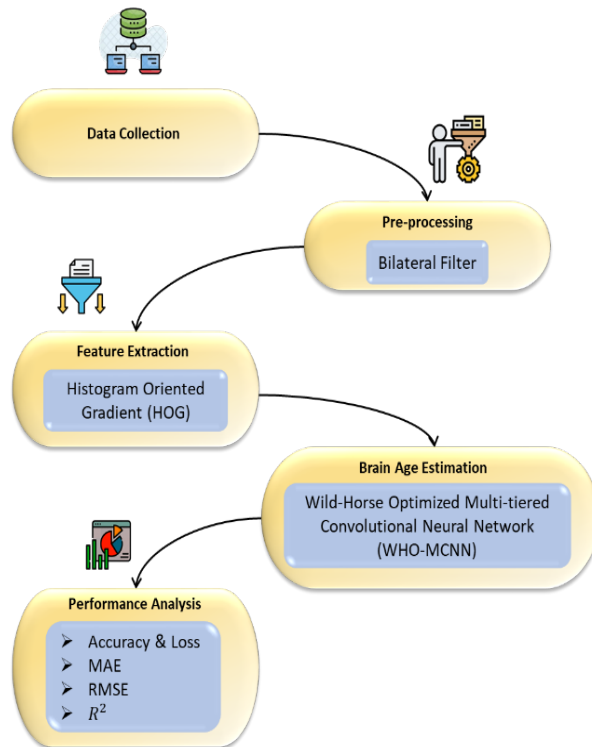 Data Collection
Pre-processing
Bilateral Filter
Feature Extraction
Histogram Oriented
Gradient (HOG)
Brain Age Estimation
Wild-Horse Optimized Multi-tiered
Convolutional Neural Network
(WHO-MCNN)
Performance Analysis
➢ Accuracy & Loss
➢ MAE
➢ RMSE
➢ R²